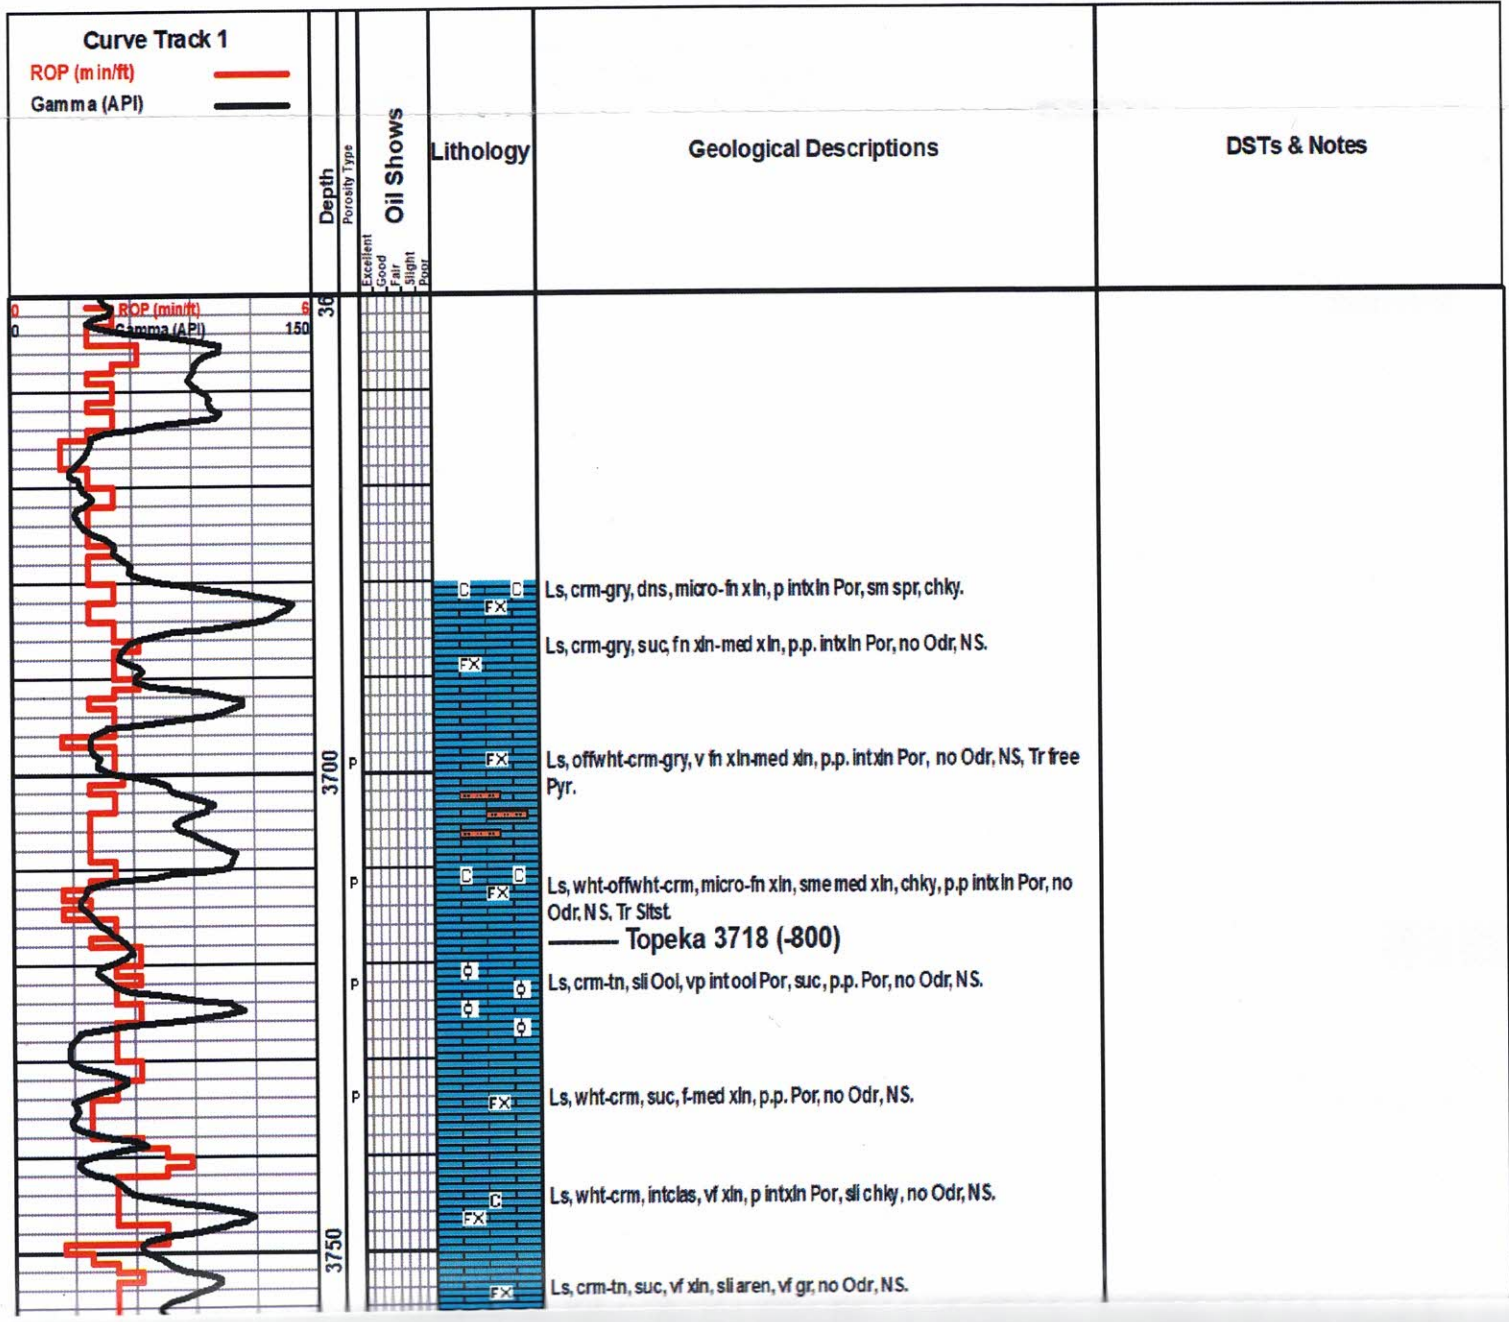 Curve Track 1
ROP (min/ft)
Gamma (API)
Depth
Porosity Type
Oil Shows
Excellent
Good
Fair
Slight
Poor
Lithology
Geological Descriptions
DSTs & Notes
0 ROP (min/ft) 6
0 Gamma (API) 150
36
C C
FX
Ls, crm-gry, dns, micro-fn xln, p intxln Por, sm spr, chky.
Ls, crm-gry, suc, fn xln-med xln, p.p. intxln Por, no Odr, NS.
FX
3700
P
FX
Ls, offwht-crm-gry, v fn xln-med xln, p.p. intxln Por, no Odr, NS, Tr free
Pyr.
P
C C
FX
Ls, wht-offwht-crm, micro-fn xln, sme med xln, chky, p.p intxln Por, no
Odr, NS, Tr Sltst.
Topeka 3718 (-800)
P
Ls, crm-tn, sli Ool, vp intool Por, suc, p.p. Por, no Odr, NS.
P
FX
Ls, wht-crm, suc, f-med xln, p.p. Por, no Odr, NS.
C
FX
Ls, wht-crm, intclas, vf xln, p intxln Por, sli chky, no Odr, NS.
3750
FX
Ls, crm-tn, suc, vf xln, sli aren, vf gr, no Odr, NS.